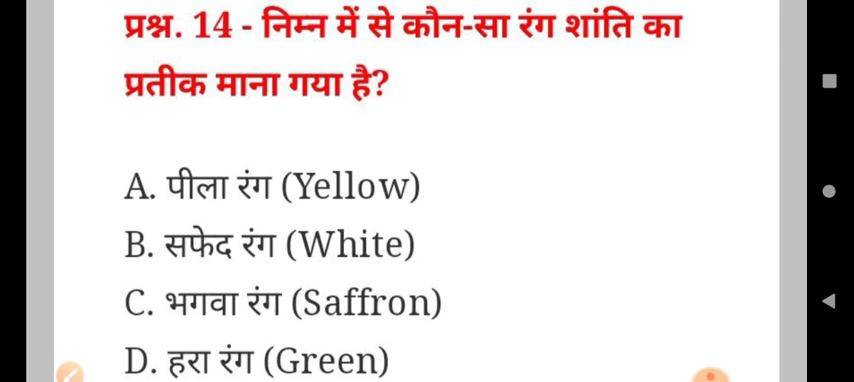 प्रश्न. 14 - निम्न में से कौन-सा रंग शांति का
प्रतीक माना गया है?
A. पीला रंग (Yellow)
B. सफेद रंग (White)
C. भगवा रंग (Saffron)
D. हरा रंग (Green)